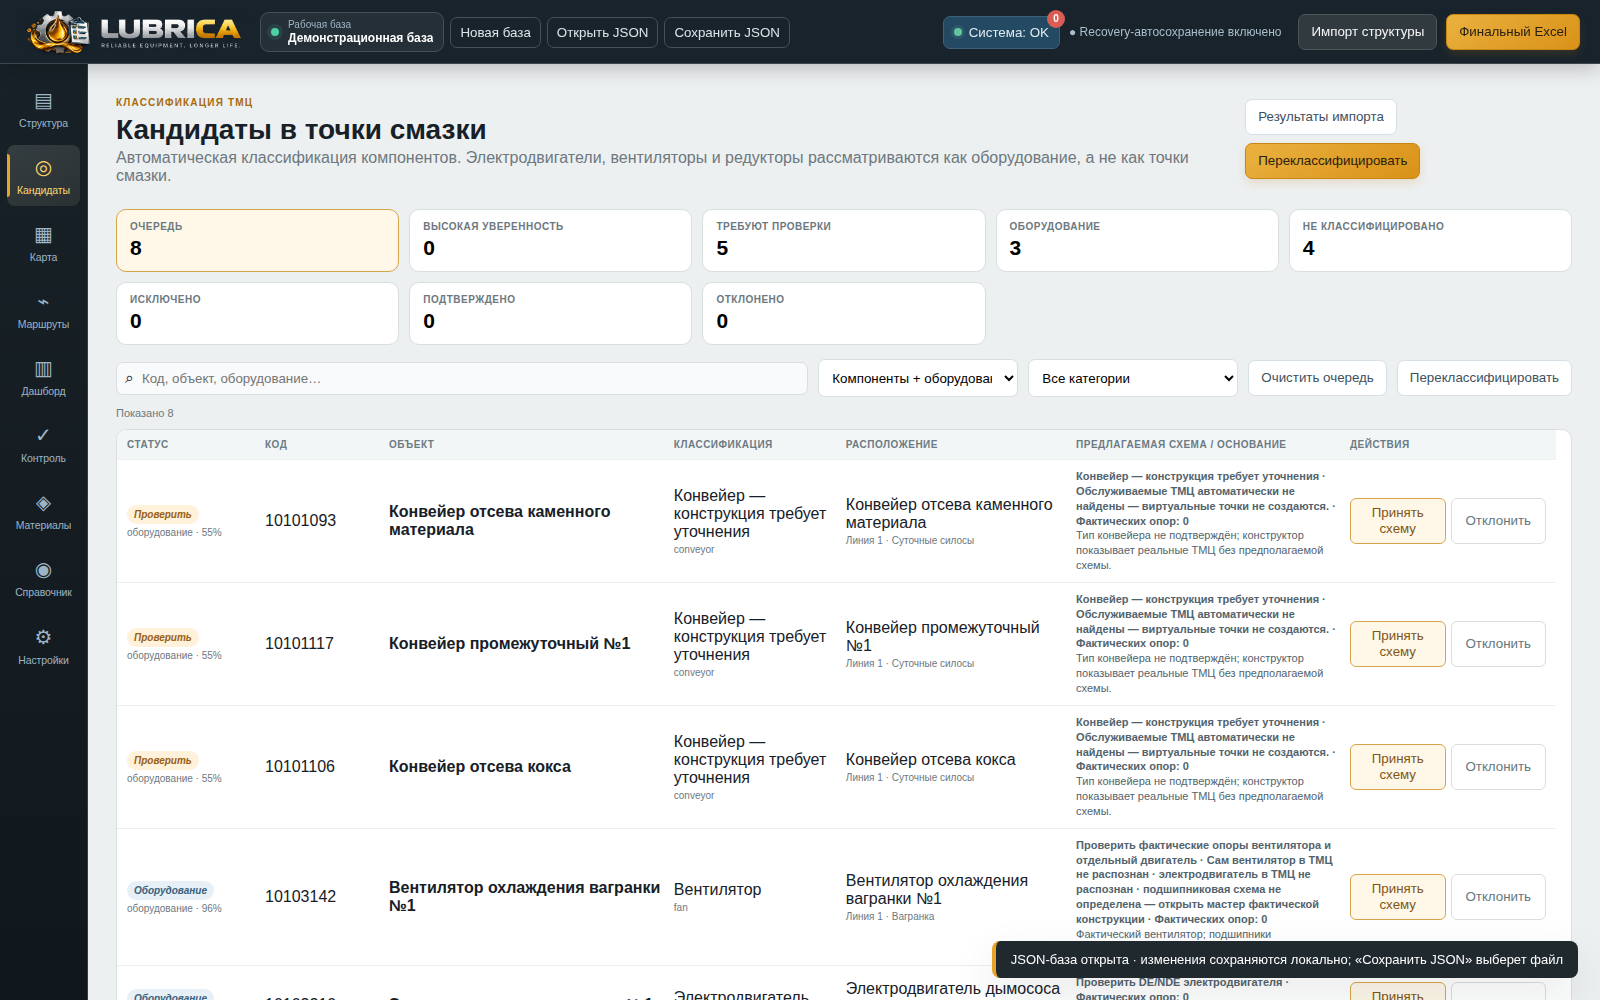 LUBRICA
RELIABLE EQUIPMENT. LONGER LIFE.
Рабочая база
Демонстрационная база
Новая база
Открыть JSON
Сохранить JSON
Система: OK
0
● Recovery-автосохранение включено
Импорт структуры
Финальный Excel
Структура
Кандидаты
Карта
Маршруты
Дашборд
Контроль
Материалы
Справочник
Настройки
КЛАССИФИКАЦИЯ ТМЦ
Кандидаты в точки смазки
Автоматическая классификация компонентов. Электродвигатели, вентиляторы и редукторы рассматриваются как оборудование, а не как точки
смазки.
Результаты импорта
Переклассифицировать
ОЧЕРЕДЬ
8
ВЫСОКАЯ УВЕРЕННОСТЬ
0
ТРЕБУЮТ ПРОВЕРКИ
5
ОБОРУДОВАНИЕ
3
НЕ КЛАССИФИЦИРОВАНО
4
ИСКЛЮЧЕНО
0
ПОДТВЕРЖДЕНО
0
ОТКЛОНЕНО
0
Код, объект, оборудование…
Компоненты + оборудован
Все категории
Очистить очередь
Переклассифицировать
Показано 8
СТАТУС КОД ОБЪЕКТ КЛАССИФИКАЦИЯ РАСПОЛОЖЕНИЕ ПРЕДЛАГАЕМАЯ СХЕМА / ОСНОВАНИЕ ДЕЙСТВИЯ
Проверить
оборудование · 55%
10101093
Конвейер отсева каменного
материала
Конвейер —
конструкция требует
уточнения
conveyor
Конвейер отсева каменного
материала
Линия 1 · Суточные силосы
Конвейер — конструкция требует уточнения ·
Обслуживаемые ТМЦ автоматически не
найдены — виртуальные точки не создаются. ·
Фактических опор: 0
Тип конвейера не подтверждён; конструктор
показывает реальные ТМЦ без предполагаемой
схемы.
Принять
схему
Отклонить
Проверить
оборудование · 55%
10101117
Конвейер промежуточный №1
Конвейер —
конструкция требует
уточнения
conveyor
Конвейер промежуточный
№1
Линия 1 · Суточные силосы
Конвейер — конструкция требует уточнения ·
Обслуживаемые ТМЦ автоматически не
найдены — виртуальные точки не создаются. ·
Фактических опор: 0
Тип конвейера не подтверждён; конструктор
показывает реальные ТМЦ без предполагаемой
схемы.
Принять
схему
Отклонить
Проверить
оборудование · 55%
10101106
Конвейер отсева кокса
Конвейер —
конструкция требует
уточнения
conveyor
Конвейер отсева кокса
Линия 1 · Суточные силосы
Конвейер — конструкция требует уточнения ·
Обслуживаемые ТМЦ автоматически не
найдены — виртуальные точки не создаются. ·
Фактических опор: 0
Тип конвейера не подтверждён; конструктор
показывает реальные ТМЦ без предполагаемой
схемы.
Принять
схему
Отклонить
Оборудование
оборудование · 96%
10103142
Вентилятор охлаждения вагранки
№1
Вентилятор
fan
Вентилятор охлаждения
вагранки №1
Линия 1 · Вагранка
Проверить фактические опоры вентилятора и
отдельный двигатель · Сам вентилятор в ТМЦ
не распознан · электродвигатель в ТМЦ не
распознан · подшипниковая схема не
определена — открыть мастер фактической
конструкции · Фактических опор: 0
Фактический вентилятор; подшипники
Принять
схему
Отклонить
Оборудование
Электродвигатель
Электродвигатель дымососа
Проверить DE/NDE электродвигателя ·
Фактических опор: 0
Принять
Отклонить
JSON-база открыта · изменения сохраняются локально; «Сохранить JSON» выберет файл